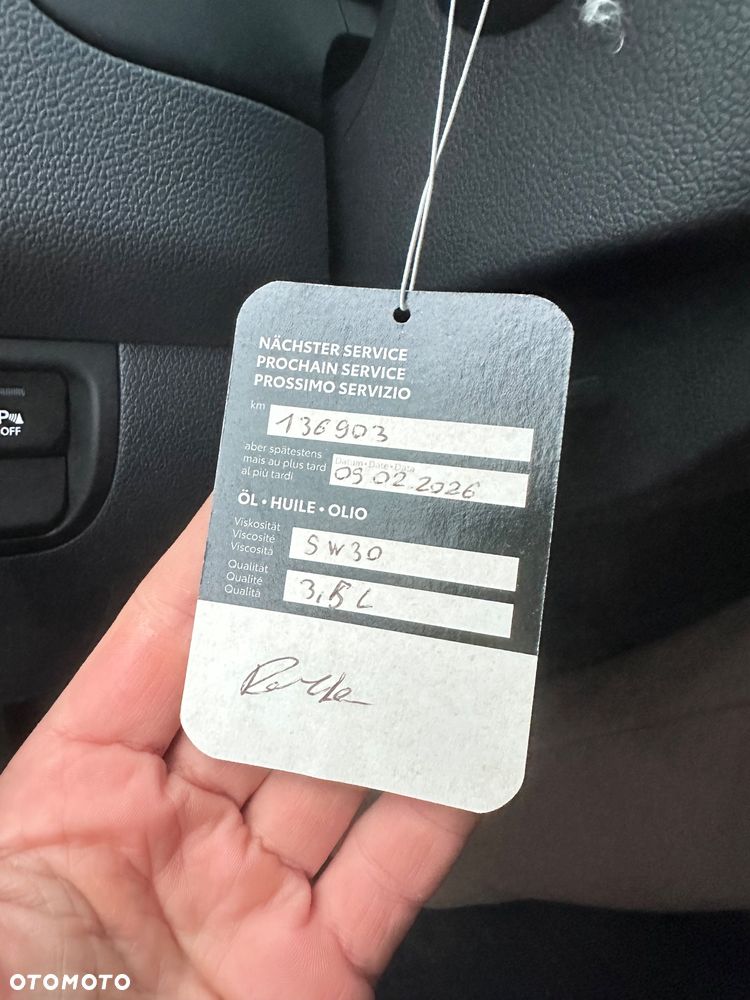 P
OFF
NÄCHSTER SERVICE
PROCHAIN SERVICE
PROSSIMO SERVIZIO
km 136903
aber spätestens
mais au plus tard
al più tardi
Datum • Date • Data
09.02.2026
ÖL • HUILE • OLIO
Viskosität
Viscosité
Viscosità
5W30
Qualität
Qualité
Qualità
3,5 L
OTOMOTO